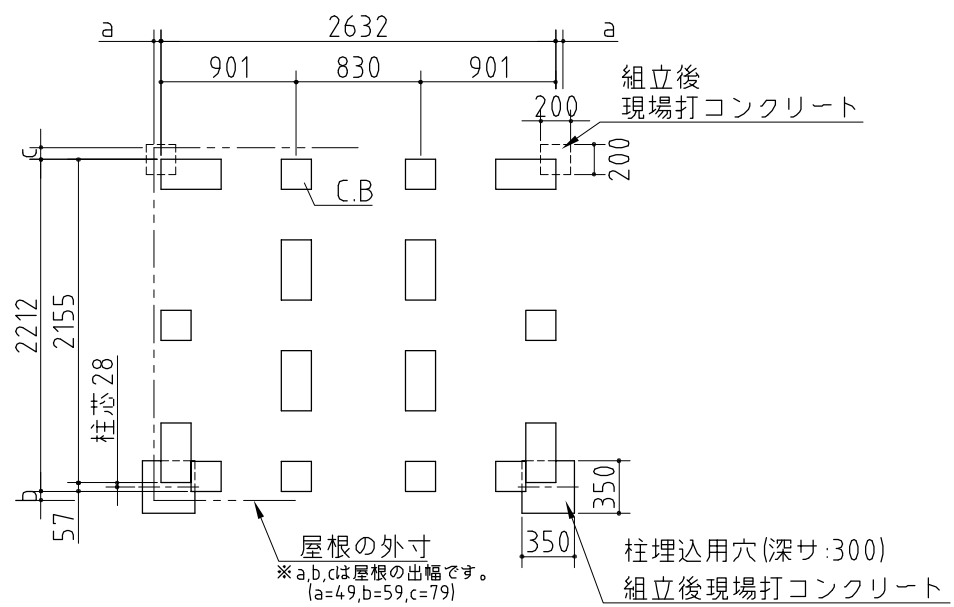 a
2632
a
901
830
901
組立後
現場打コンクリート
200
200
c
C.B
2212
2155
柱芯28
b
57
350
350
屋根の外寸
※a,b,cは屋根の出幅です。
(a=49,b=59,c=79)
柱埋込用穴(深サ:300)
組立後現場打コンクリート